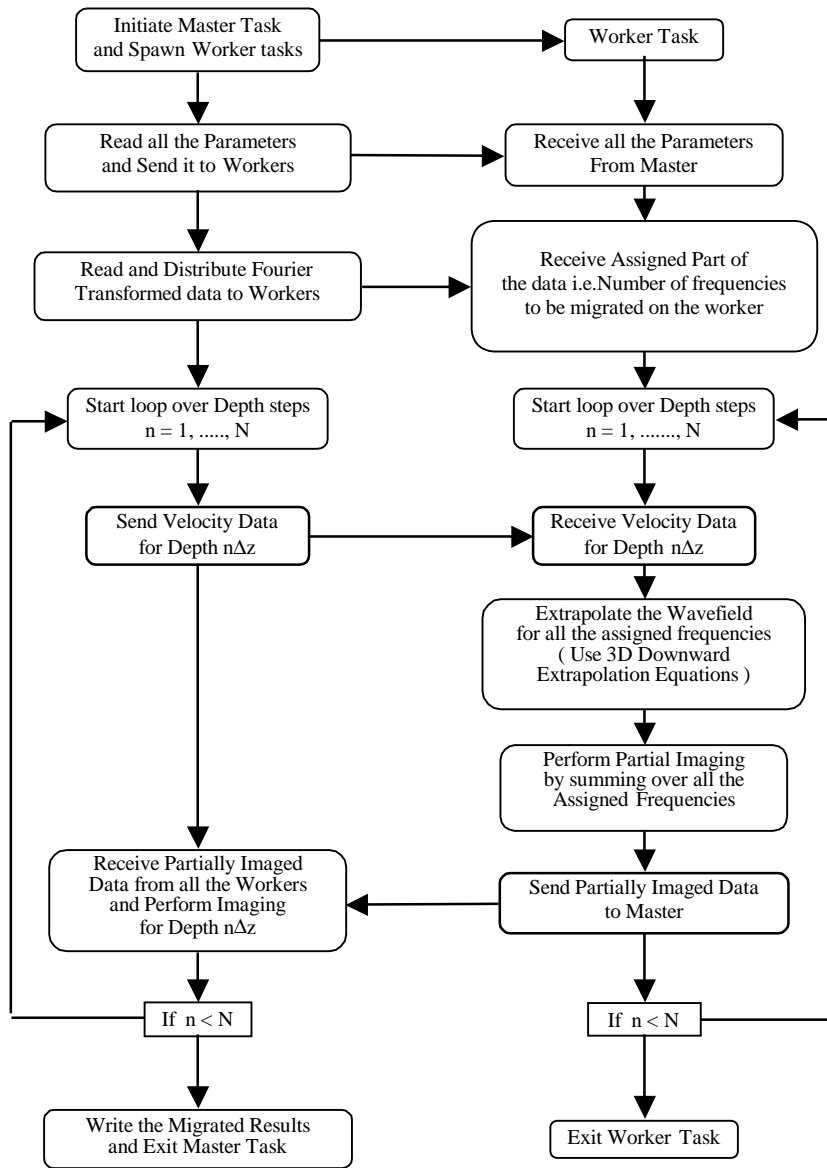 Initiate Master Task
and Spawn Worker tasks
Worker Task
Read all the Parameters
and Send it to Workers
Receive all the Parameters
From Master
Read and Distribute Fourier
Transformed data to Workers
Receive Assigned Part of
the data i.e.Number of frequencies
to be migrated on the worker
Start loop over Depth steps
n = 1, ....., N
Start loop over Depth steps
n = 1, ......., N
Send Velocity Data
for Depth n∆z
Receive Velocity Data
for Depth n∆z
Extrapolate the Wavefield
for all the assigned frequencies
( Use 3D Downward
Extrapolation Equations )
Perform Partial Imaging
by summing over all the
Assigned Frequencies
Receive Partially Imaged
Data from all the Workers
and Perform Imaging
for Depth n∆z
Send Partially Imaged Data
to Master
If n < N
If n < N
Write the Migrated Results
and Exit Master Task
Exit Worker Task